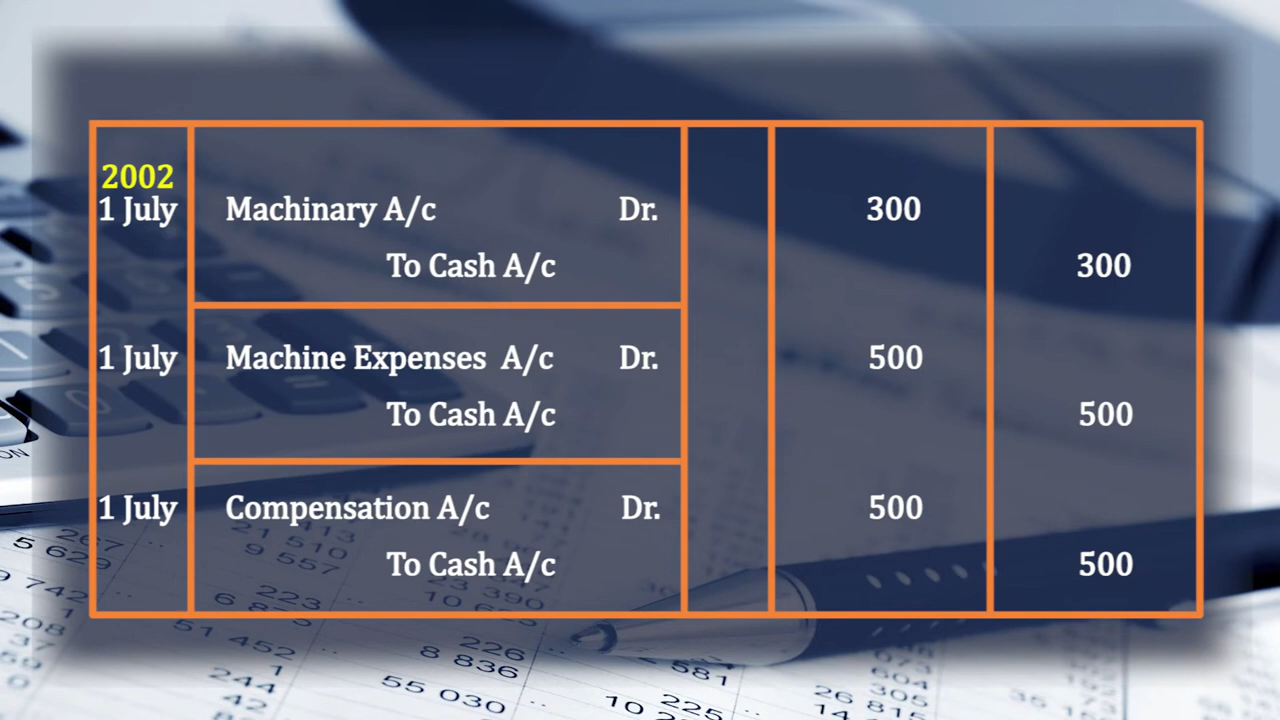 2002
1 July Machinary A/c Dr. 300
To Cash A/c 300
1 July Machine Expenses A/c Dr. 500
To Cash A/c 500
1 July Compensation A/c Dr. 500
To Cash A/c 500